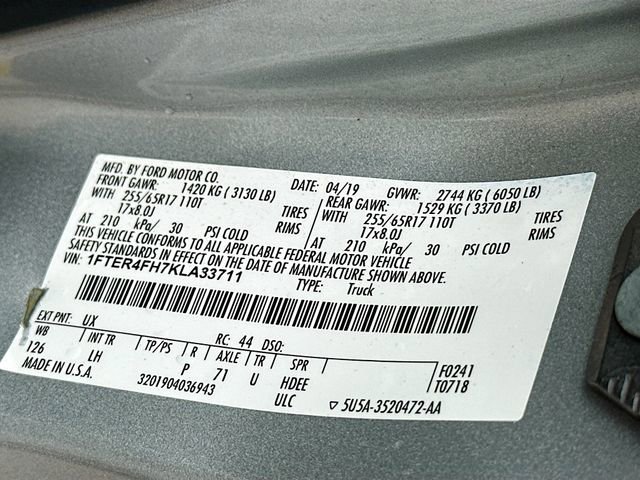 MFD. BY FORD MOTOR CO.
DATE: 04/19 GVWR: 2744 KG ( 6050 LB)
FRONT GAWR: 1420 KG ( 3130 LB) REAR GAWR: 1529 KG ( 3370 LB)
WITH 255/65R17 110T TIRES WITH 255/65R17 110T TIRES
17x8.0J RIMS 17x8.0J RIMS
AT 210 kPa/ 30 PSI COLD AT 210 kPa/ 30 PSI COLD
THIS VEHICLE CONFORMS TO ALL APPLICABLE FEDERAL MOTOR VEHICLE
SAFETY STANDARDS IN EFFECT ON THE DATE OF MANUFACTURE SHOWN ABOVE.
VIN: 1FTER4FH7KLA33711
TYPE: Truck
EXT PNT: UX RC: 44 DSO:
WB INT TR TP/PS R AXLE TR SPR
126 LH P 71 U HDEE F0241
ULC T0718
MADE IN U.S.A. 3201904036943
▽ 5U5A-3520472-AA